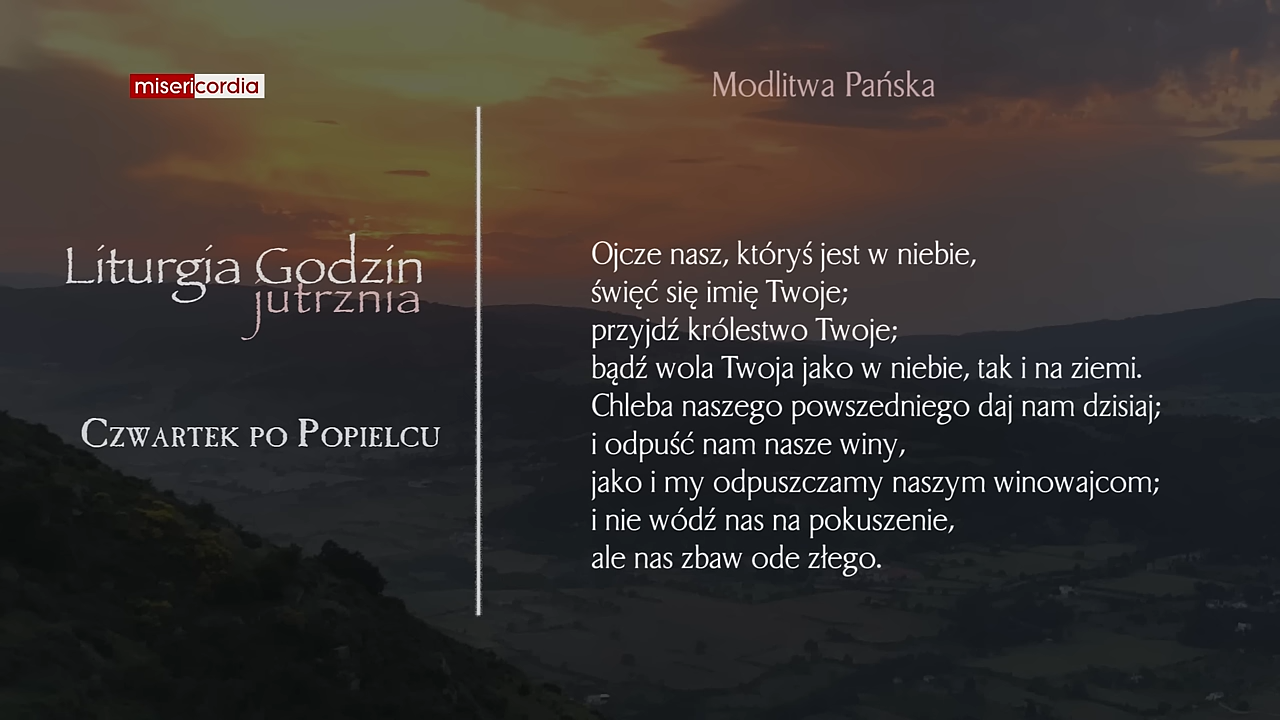 misericordia
Liturgia Godzin
jutrznia
Czwartek po Popielcu
Modlitwa Pańska
Ojcze nasz, któryś jest w niebie,
święć się imię Twoje;
przyjdź królestwo Twoje;
bądź wola Twoja jako w niebie, tak i na ziemi.
Chleba naszego powszedniego daj nam dzisiaj;
i odpuść nam nasze winy,
jako i my odpuszczamy naszym winowajcom;
i nie wódź nas na pokuszenie,
ale nas zbaw ode złego.